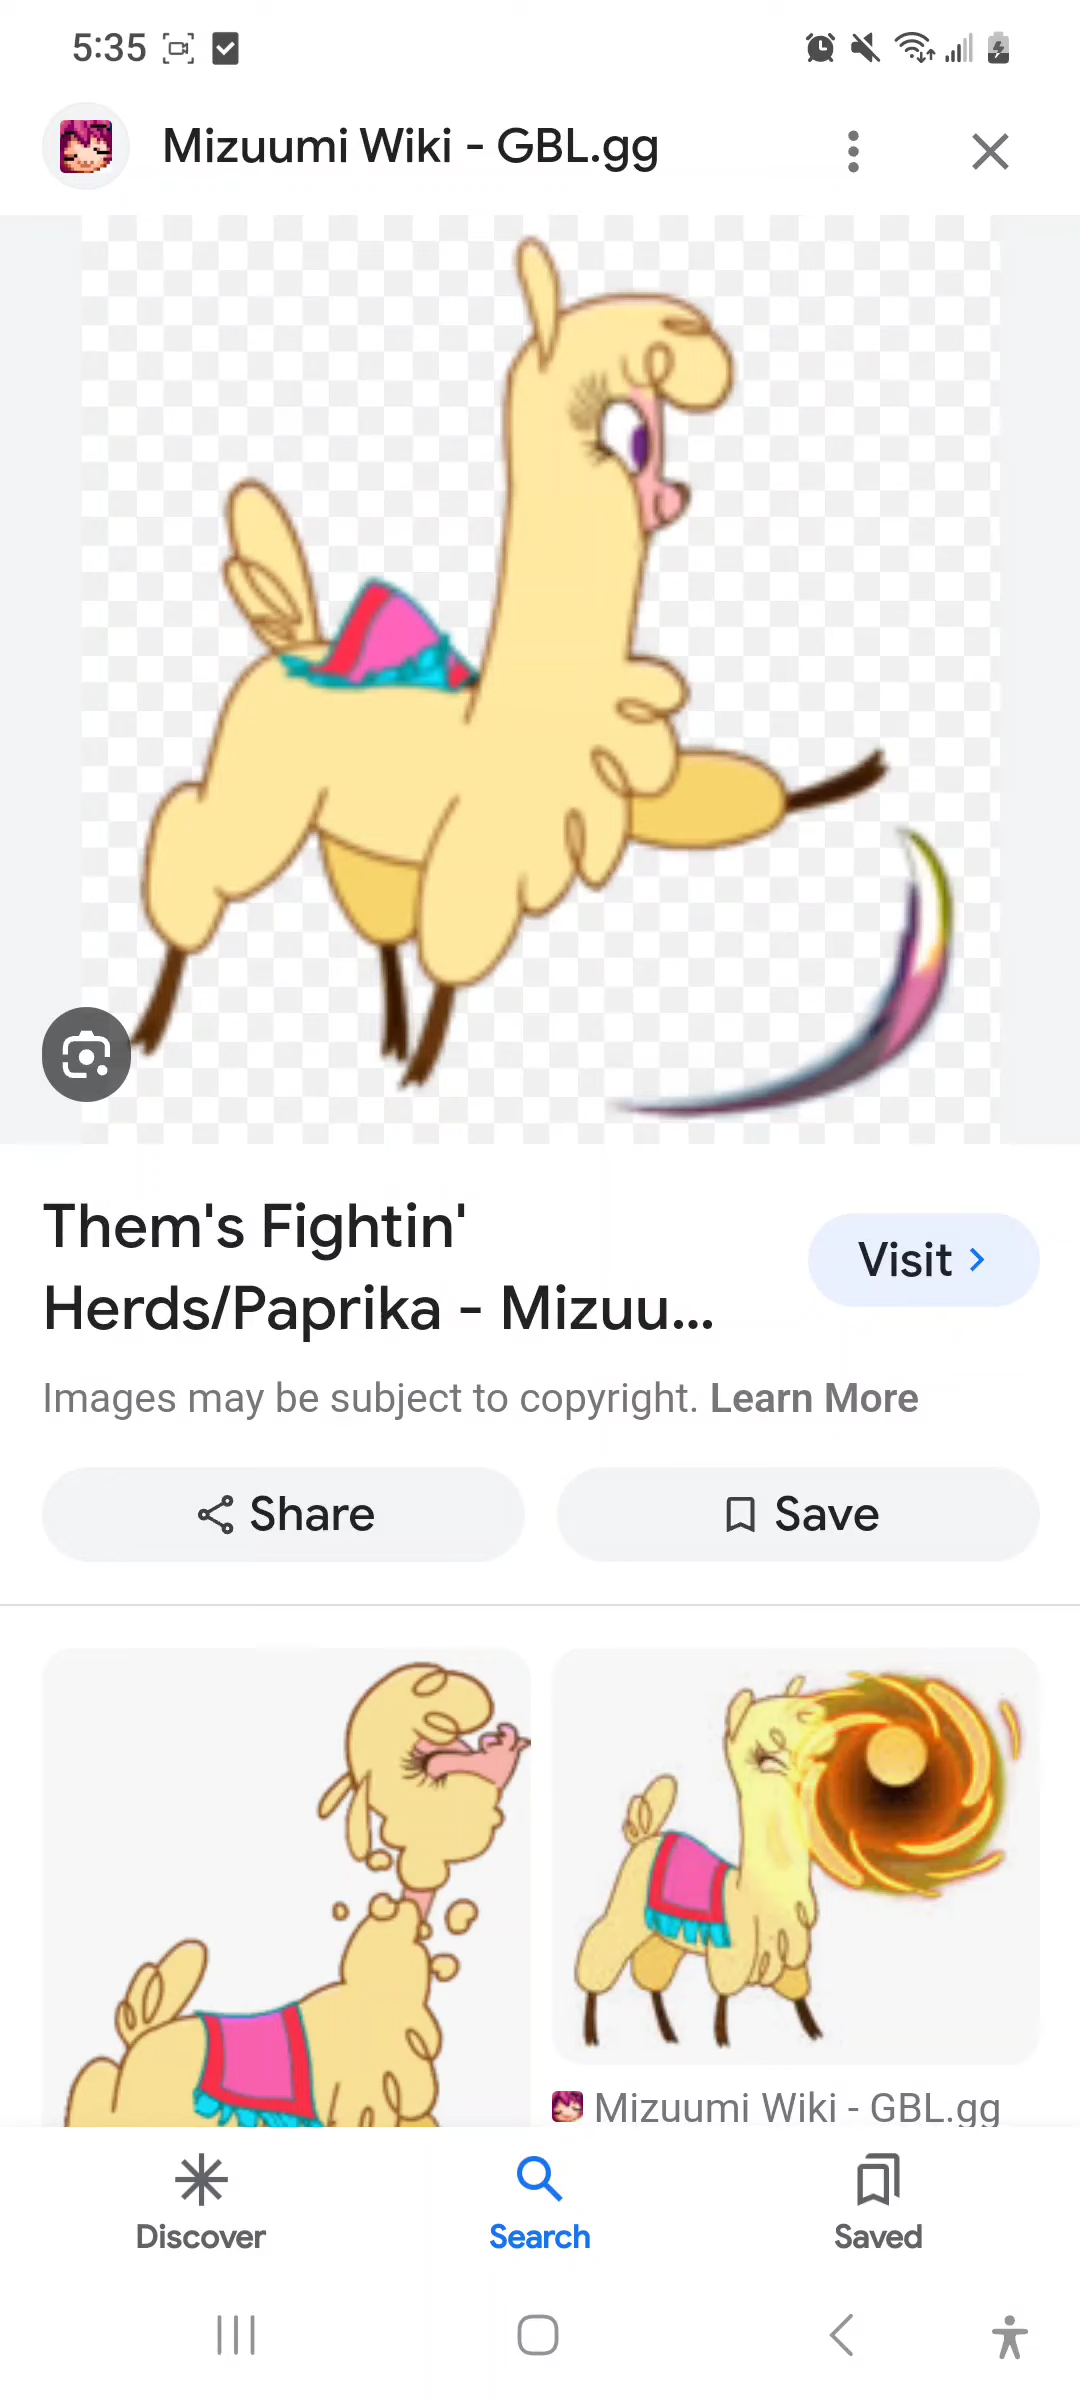 5:35
Mizuumi Wiki - GBL.gg
Them's Fightin'
Herds/Paprika - Mizuu...
Visit
Images may be subject to copyright. Learn More
Share
Save
Mizuumi Wiki - GBL.gg
Discover
Search
Saved